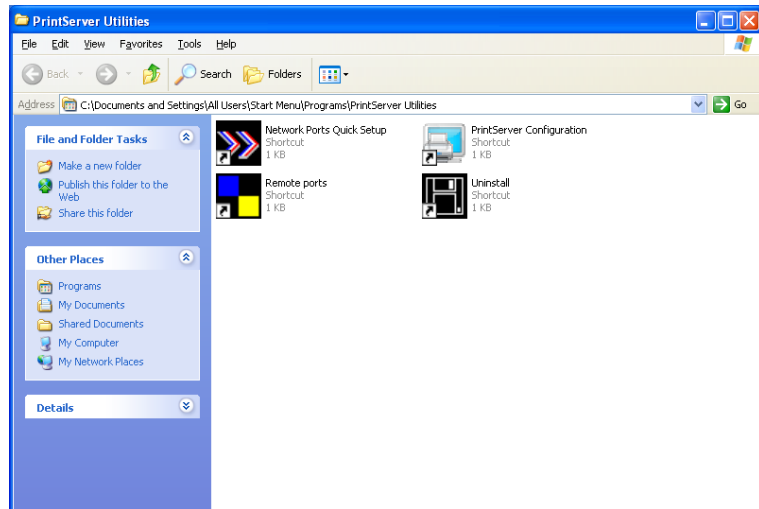 PrintServer Utilities
File Edit View Favorites Tools Help
Back Search Folders
Address C:\Documents and Settings\All Users\Start Menu\Programs\PrintServer Utilities Go
File and Folder Tasks
Make a new folder
Publish this folder to the
Web
Share this folder
Other Places
Programs
My Documents
Shared Documents
My Computer
My Network Places
Details
Network Ports Quick Setup
Shortcut
1 KB
PrintServer Configuration
Shortcut
1 KB
Remote ports
Shortcut
1 KB
Uninstall
Shortcut
1 KB